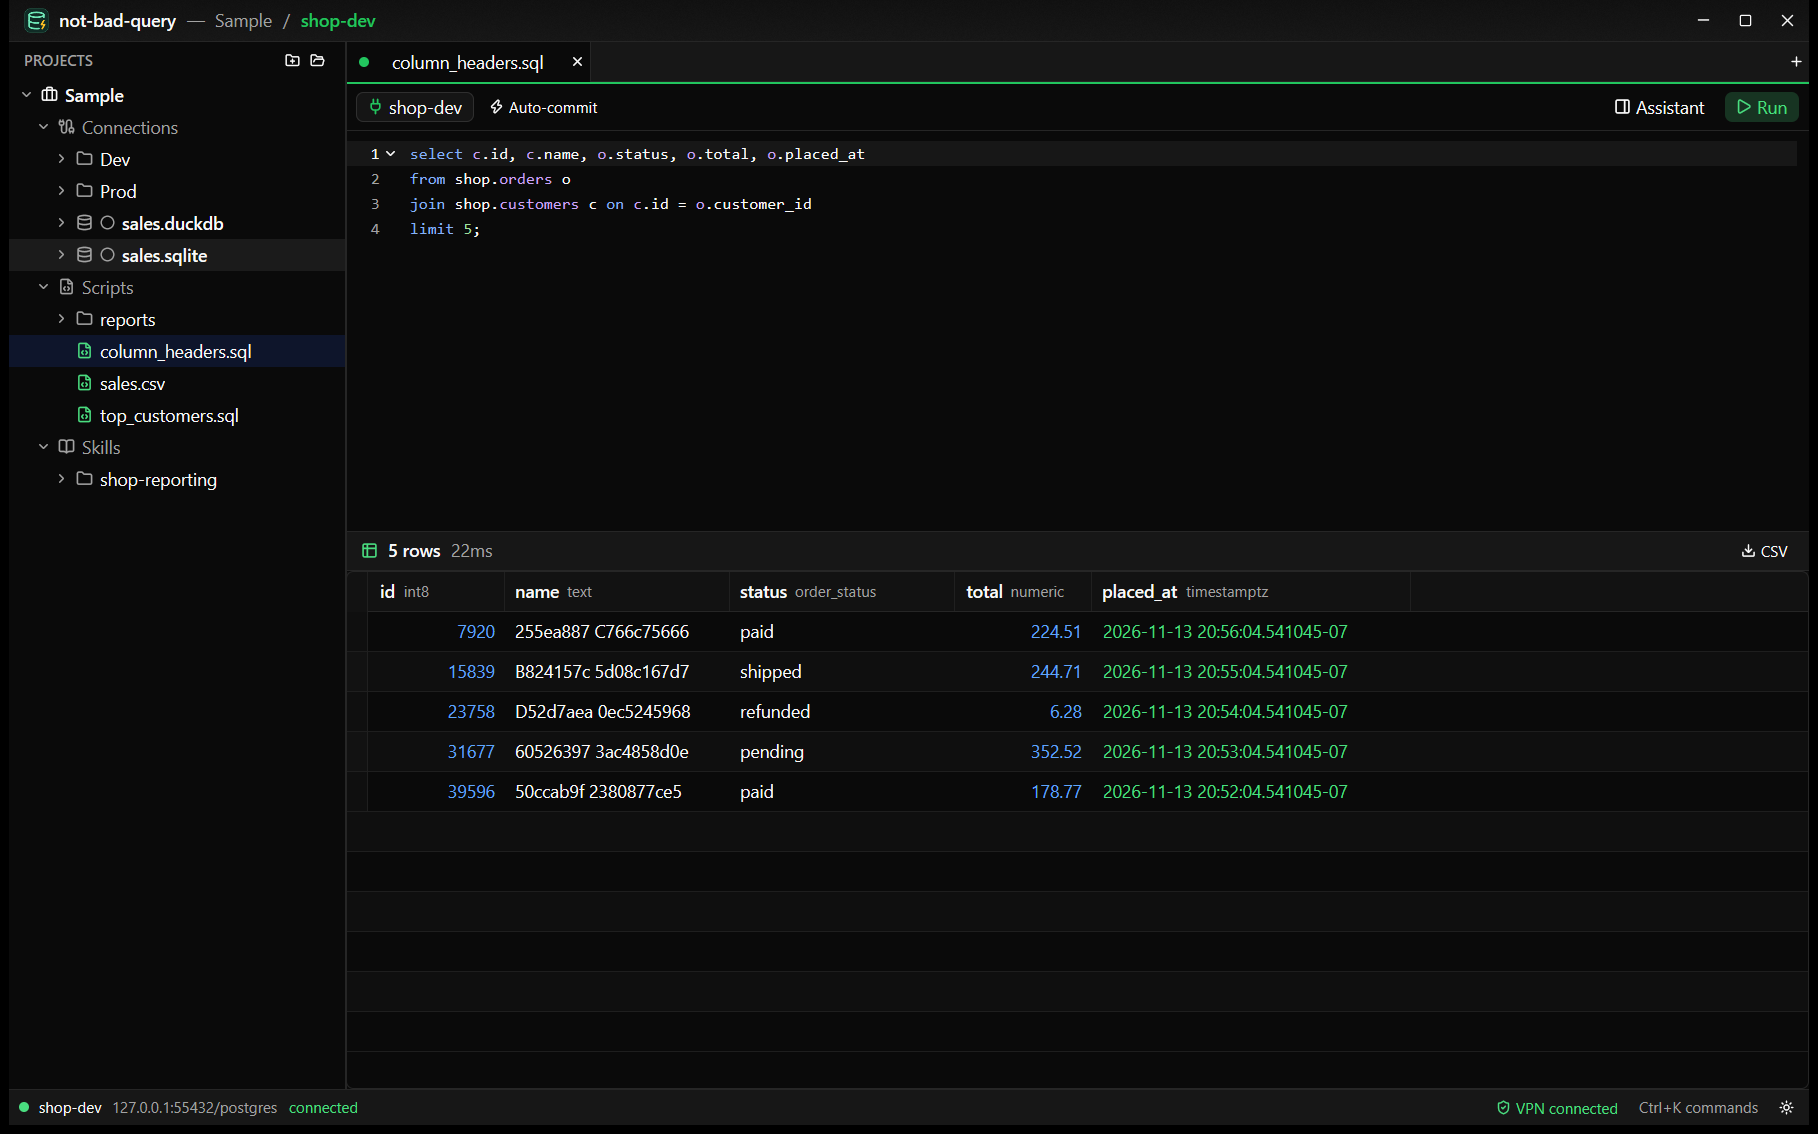 not-bad-query — Sample / shop-dev
PROJECTS
Sample
Connections
Dev
Prod
sales.duckdb
sales.sqlite
Scripts
reports
column_headers.sql
sales.csv
top_customers.sql
Skills
shop-reporting
column_headers.sql
shop-dev Auto-commit Assistant Run
1 select c.id, c.name, o.status, o.total, o.placed_at
2 from shop.orders o
3 join shop.customers c on c.id = o.customer_id
4 limit 5;
5 rows 22ms CSV
id int8 name text status order_status total numeric placed_at timestamptz
7920 255ea887 C766c75666 paid 224.51 2026-11-13 20:56:04.541045-07
15839 B824157c 5d08c167d7 shipped 244.71 2026-11-13 20:55:04.541045-07
23758 D52d7aea 0ec5245968 refunded 6.28 2026-11-13 20:54:04.541045-07
31677 60526397 3ac4858d0e pending 352.52 2026-11-13 20:53:04.541045-07
39596 50ccab9f 2380877ce5 paid 178.77 2026-11-13 20:52:04.541045-07
shop-dev 127.0.0.1:55432/postgres connected VPN connected Ctrl+K commands